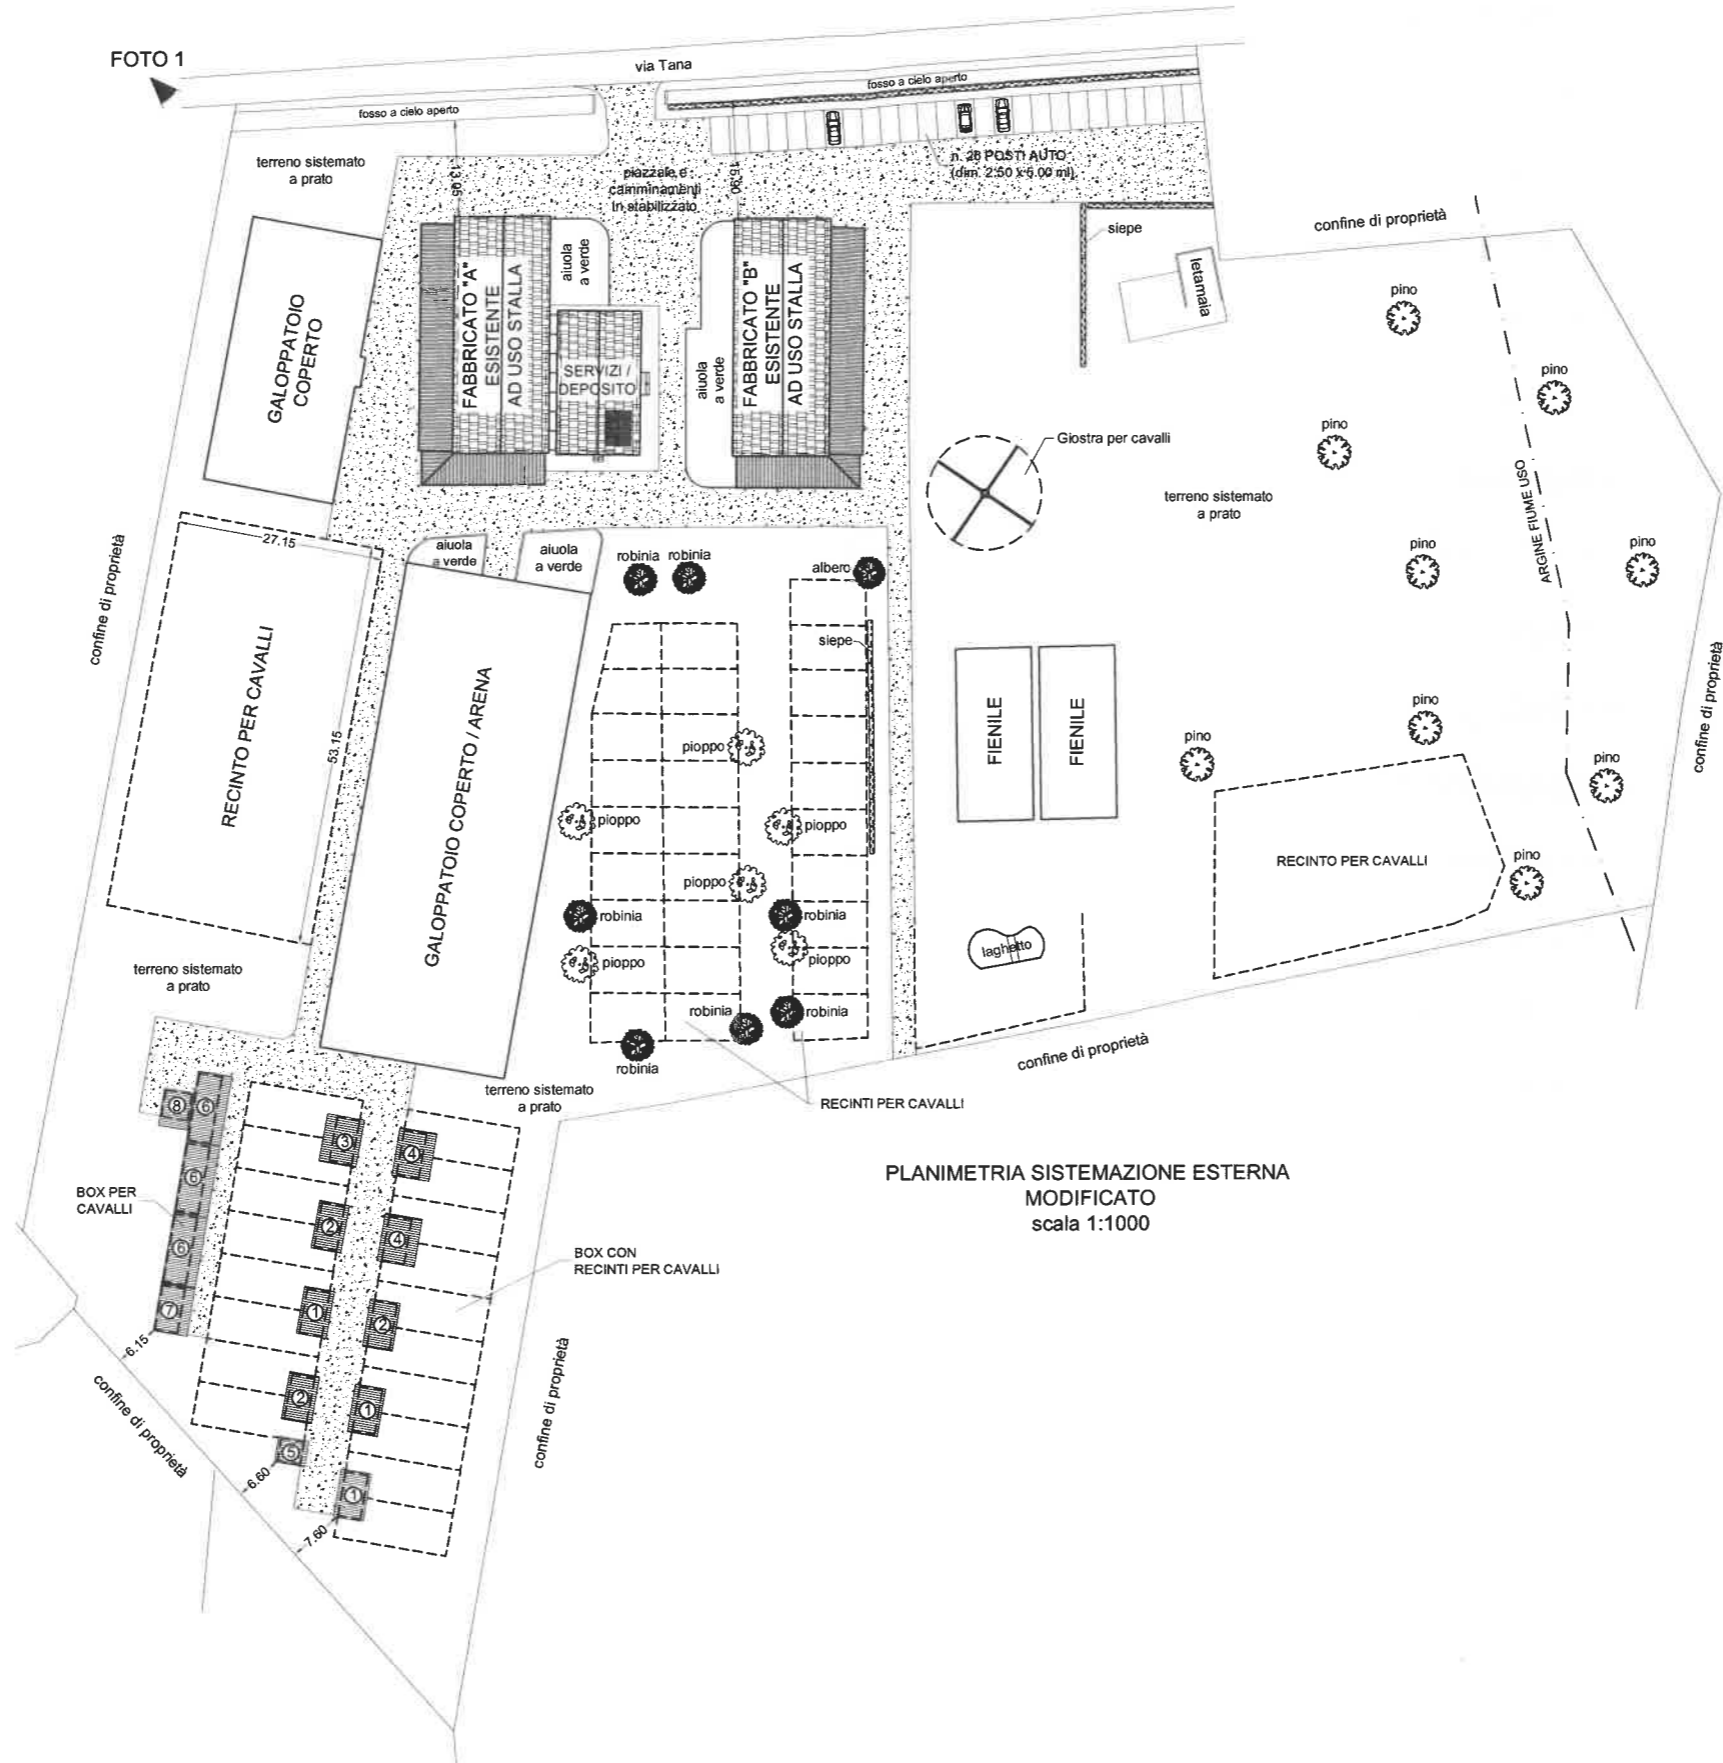 FOTO 1
via Tana
fosso a cielo aperto
fosso a cielo aperto
terreno sistemato
a prato
13.95
piazzale e
camminamenti
in stabilizzato
n. 26 POSTI AUTO
(dim. 2.50 x 5.00 ml)
siepe
letamaia
confine di proprietà
GALOPPATOIO
COPERTO
FABBRICATO "A"
ESISTENTE
AD USO STALLA
aiuola
a verde
SERVIZI /
DEPOSITO
aiuola
a verde
FABBRICATO "B"
ESISTENTE
AD USO STALLA
Giostra per cavalli
terreno sistemato
a prato
pino
pino
pino
pino
pino
pino
pino
pino
pino
ARGINE FIUME USO
confine di proprietà
confine di proprietà
27.15
53.15
RECINTO PER CAVALLI
aiuola
a verde
aiuola
a verde
GALOPPATOIO COPERTO / ARENA
robinia
robinia
albero
siepe
pioppo
pioppo
pioppo
pioppo
robinia
robinia
pioppo
pioppo
robinia
robinia
robinia
FIENILE
FIENILE
RECINTO PER CAVALLI
laghetto
confine di proprietà
terreno sistemato
a prato
terreno sistemato
a prato
RECINTI PER CAVALLI
8
6
6
6
7
3
2
1
2
5
4
4
2
1
1
BOX PER
CAVALLI
BOX CON
RECINTI PER CAVALLI
6.15
6.60
7.60
confine di proprietà
confine di proprietà
PLANIMETRIA SISTEMAZIONE ESTERNA
MODIFICATO
scala 1:1000